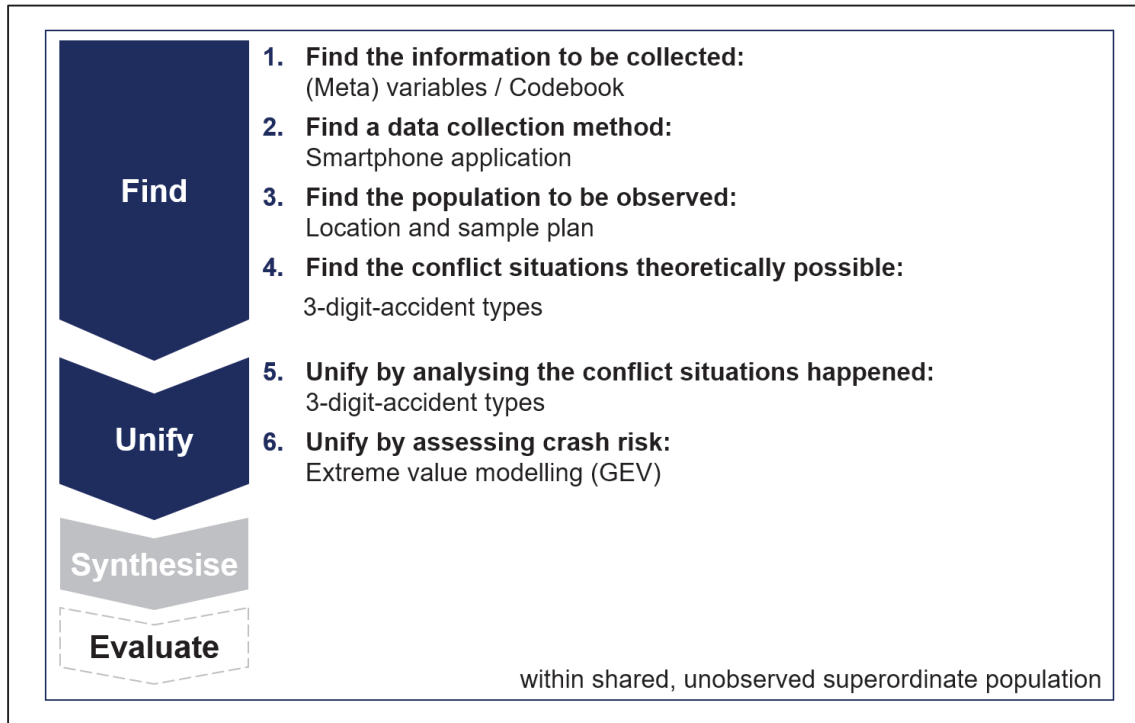 Find
1. Find the information to be collected:
(Meta) variables / Codebook
2. Find a data collection method:
Smartphone application
3. Find the population to be observed:
Location and sample plan
4. Find the conflict situations theoretically possible:
3-digit-accident types
Unify
5. Unify by analysing the conflict situations happened:
3-digit-accident types
6. Unify by assessing crash risk:
Extreme value modelling (GEV)
Synthesise
Evaluate
within shared, unobserved superordinate population